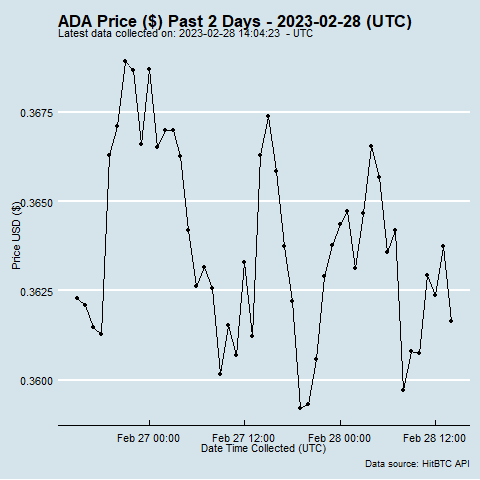 ADA Price ($) Past 2 Days - 2023-02-28 (UTC)
Latest data collected on: 2023-02-28 14:04:23  - UTC
0.3675
0.3650
0.3625
0.3600
Price USD ($)
Feb 27 00:00 Feb 27 12:00 Feb 28 00:00 Feb 28 12:00
Date Time Collected (UTC)
Data source: HitBTC API